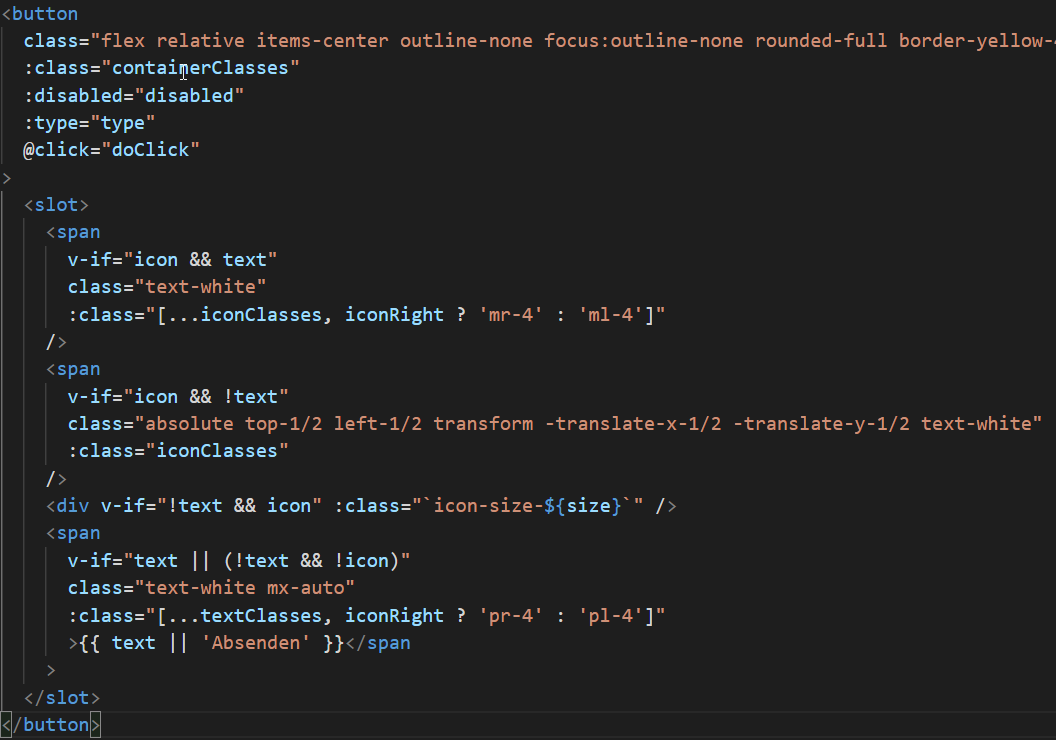 <button
class="flex relative items-center outline-none focus:outline-none rounded-full border-yellow-
:class="containerClasses"
:disabled="disabled"
:type="type"
@click="doClick"
>
<slot>
<span
v-if="icon && text"
class="text-white"
:class="[...iconClasses, iconRight ? 'mr-4' : 'ml-4']"
/>
<span
v-if="icon && !text"
class="absolute top-1/2 left-1/2 transform -translate-x-1/2 -translate-y-1/2 text-white"
:class="iconClasses"
/>
<div v-if="!text && icon" :class="`icon-size-${size}`" />
<span
v-if="text || (!text && !icon)"
class="text-white mx-auto"
:class="[...textClasses, iconRight ? 'pr-4' : 'pl-4']"
>{{ text || 'Absenden' }}</span
>
</slot>
</button>